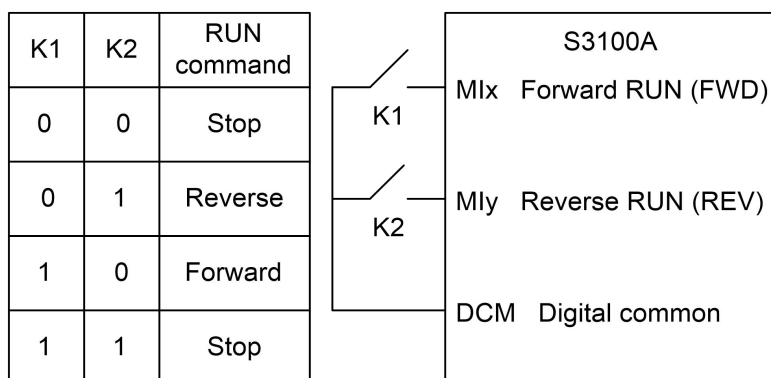 K1 K2 RUN command
0 0 Stop
0 1 Reverse
1 0 Forward
1 1 Stop
S3100A
K1
MIx Forward RUN (FWD)
K2
MIy Reverse RUN (REV)
DCM Digital common